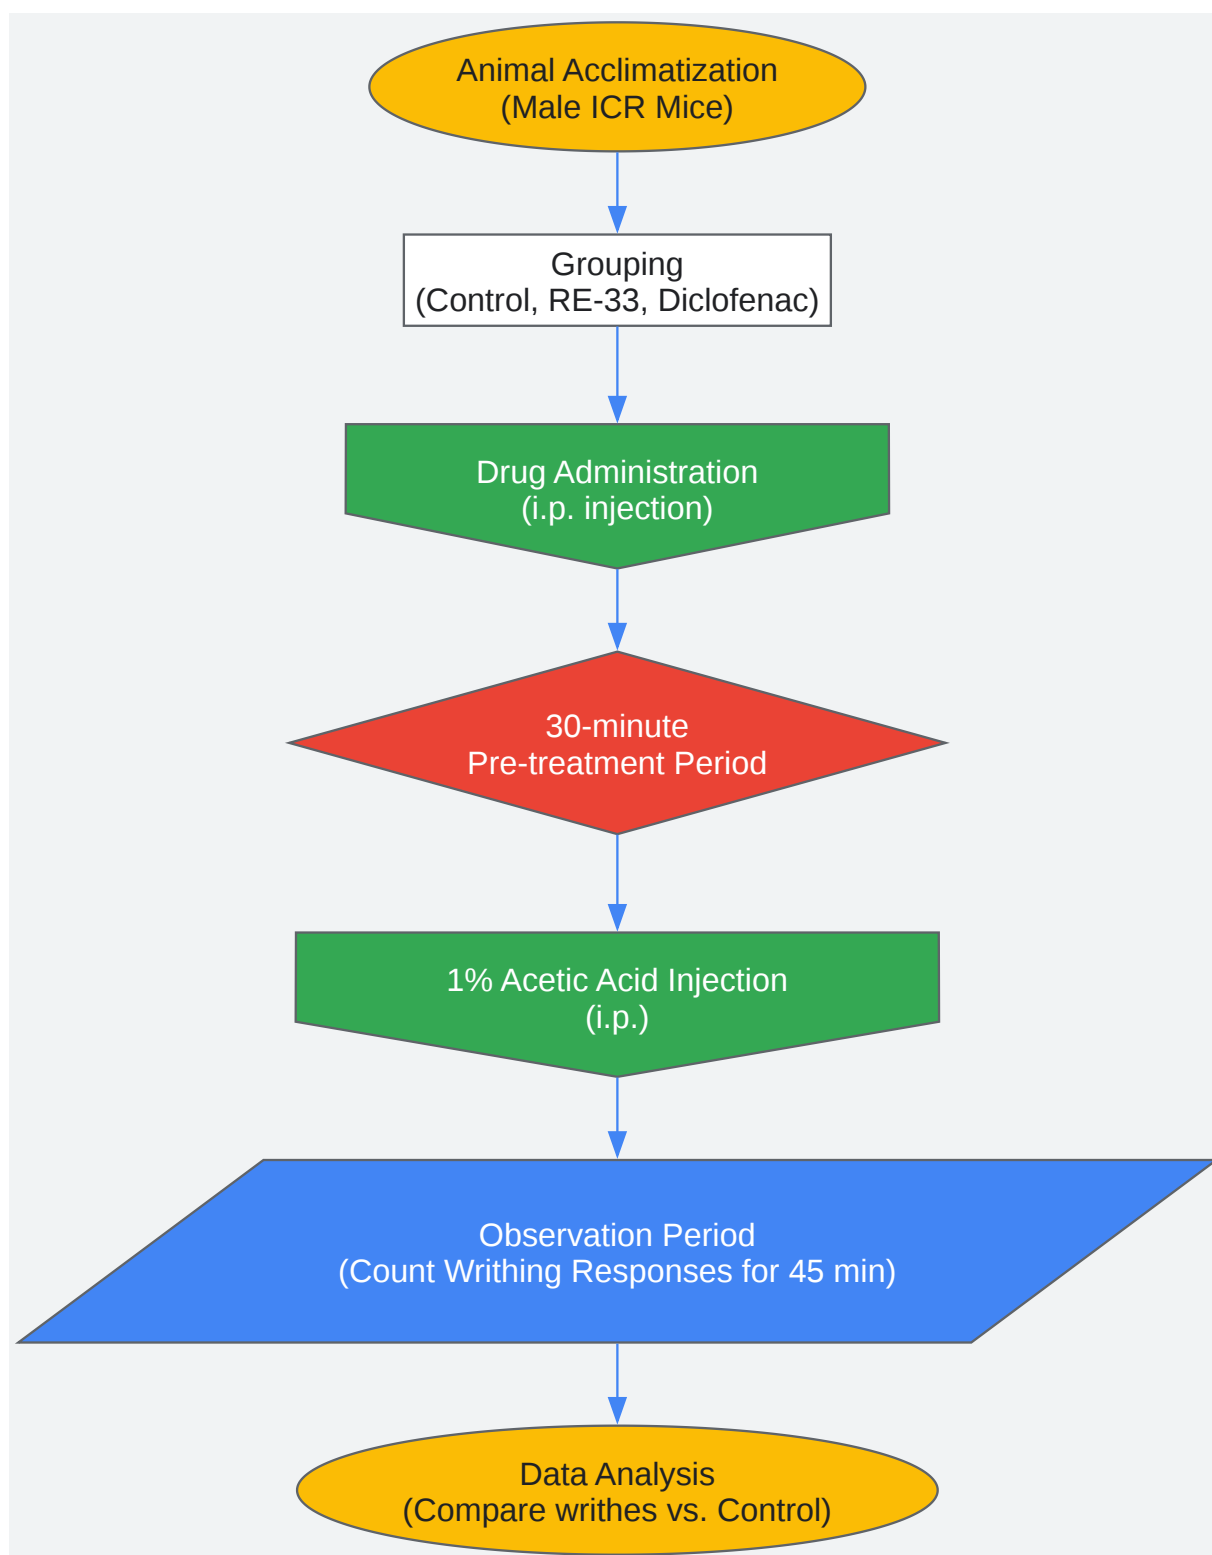 Animal Acclimatization
(Male ICR Mice)
Grouping
(Control, RE-33, Diclofenac)
Drug Administration
(i.p. injection)
30-minute
Pre-treatment Period
1% Acetic Acid Injection
(i.p.)
Observation Period
(Count Writhing Responses for 45 min)
Data Analysis
(Compare writhes vs. Control)